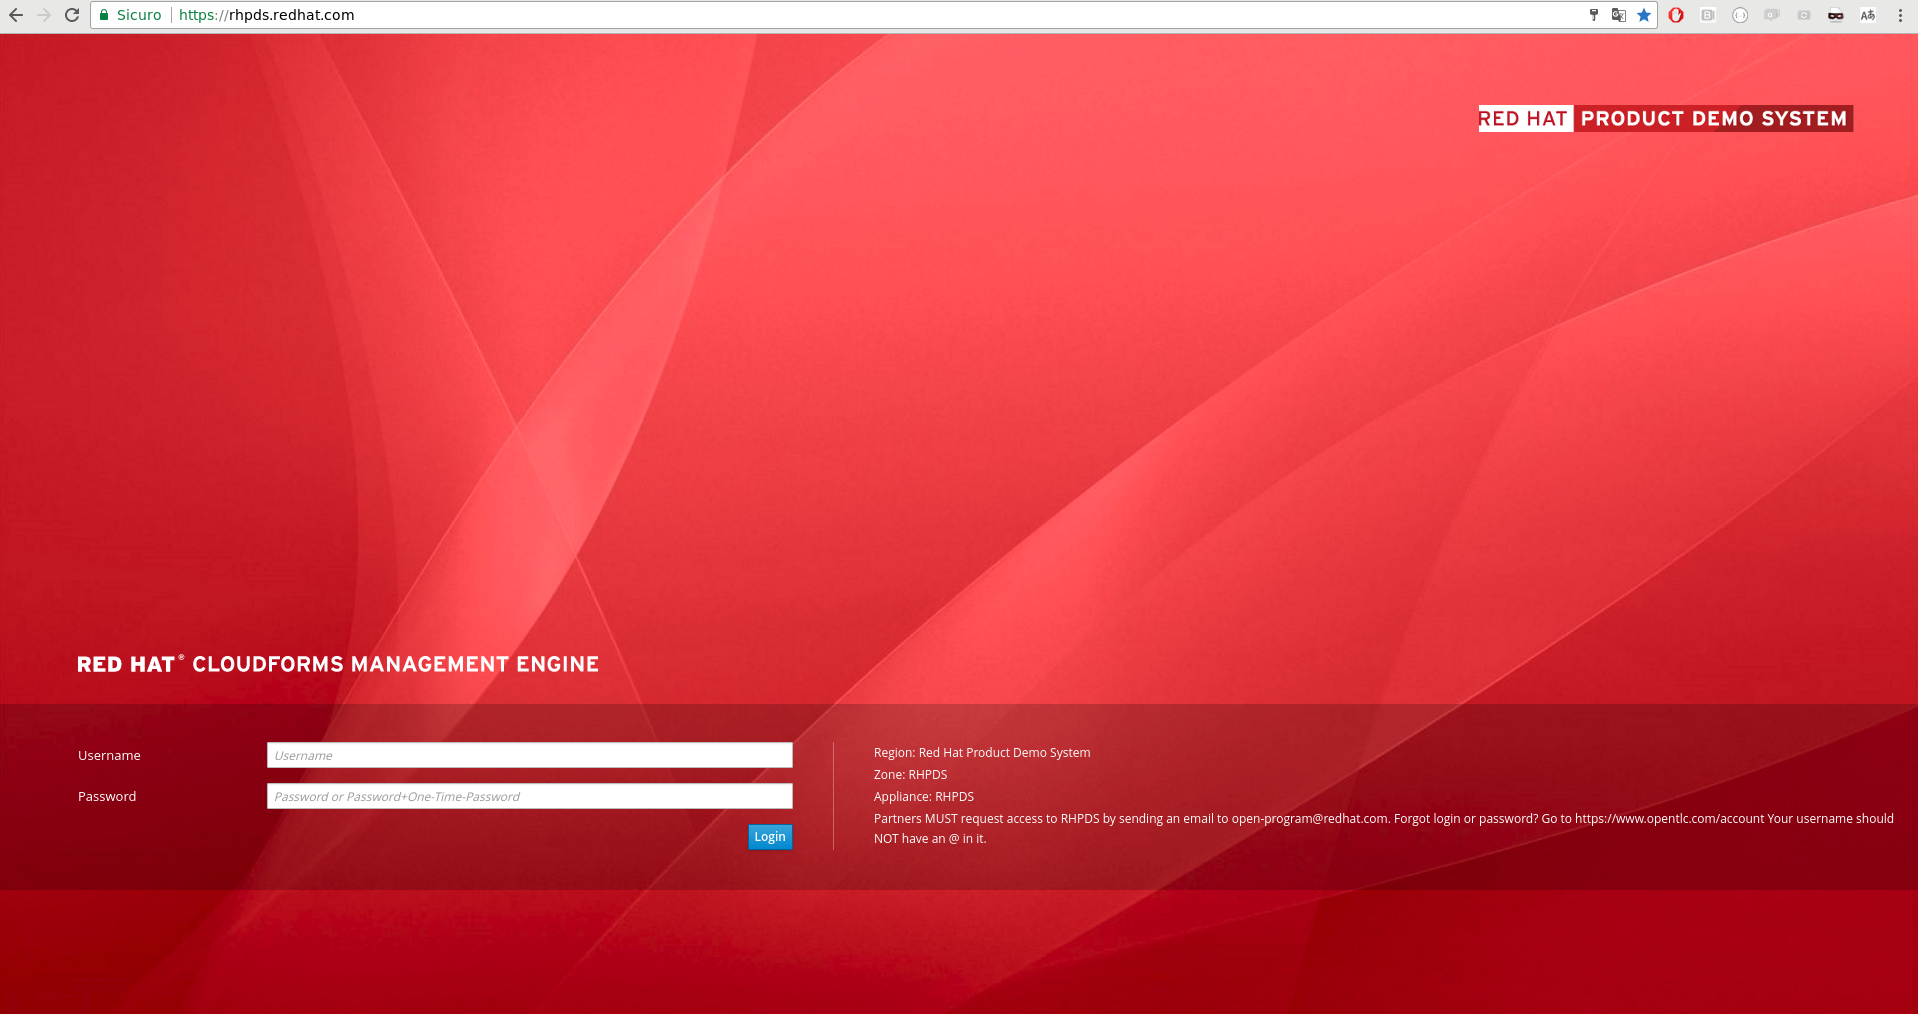 Sicuro https://rhpds.redhat.com
RED HAT PRODUCT DEMO SYSTEM
RED HAT® CLOUDFORMS MANAGEMENT ENGINE
Username
Username
Password
Password or Password+One-Time-Password
Login
Region: Red Hat Product Demo System
Zone: RHPDS
Appliance: RHPDS
Partners MUST request access to RHPDS by sending an email to open-program@redhat.com. Forgot login or password? Go to https://www.opentlc.com/account Your username should
NOT have an @ in it.